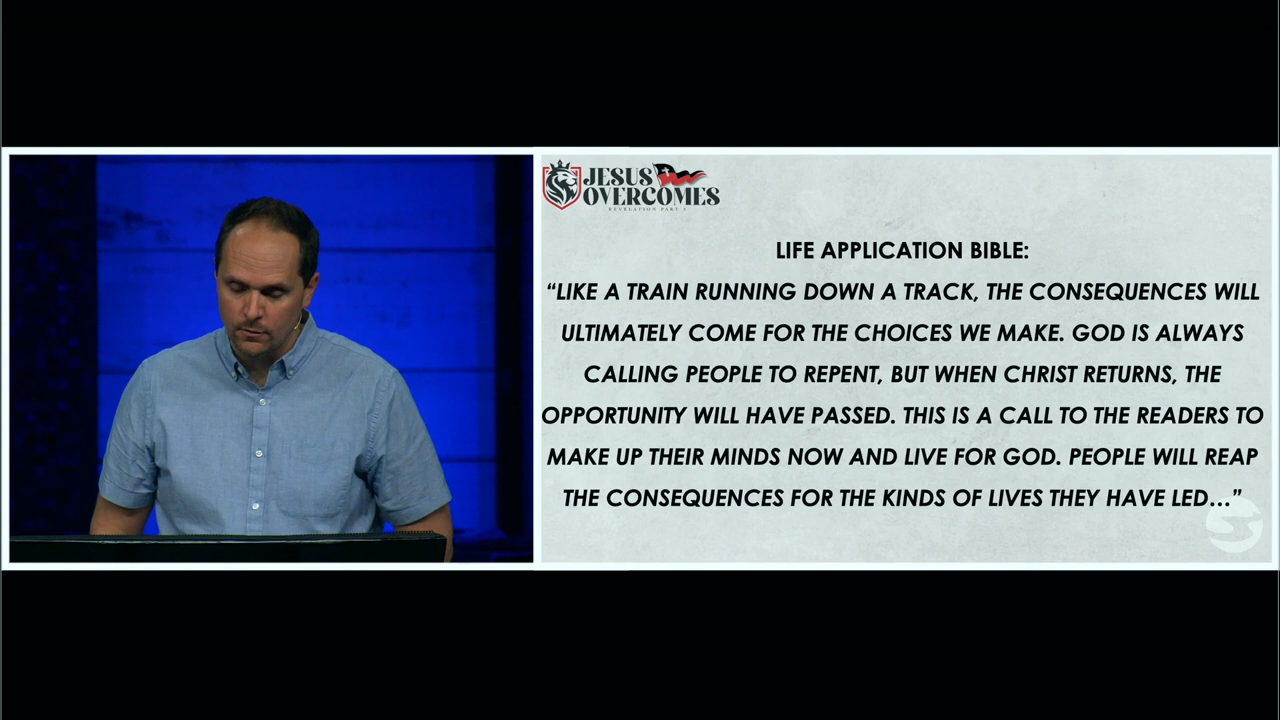 JESUS
OVERCOMES
REVELATION PART 3
LIFE APPLICATION BIBLE:
“LIKE A TRAIN RUNNING DOWN A TRACK, THE CONSEQUENCES WILL
ULTIMATELY COME FOR THE CHOICES WE MAKE. GOD IS ALWAYS
CALLING PEOPLE TO REPENT, BUT WHEN CHRIST RETURNS, THE
OPPORTUNITY WILL HAVE PASSED. THIS IS A CALL TO THE READERS TO
MAKE UP THEIR MINDS NOW AND LIVE FOR GOD. PEOPLE WILL REAP
THE CONSEQUENCES FOR THE KINDS OF LIVES THEY HAVE LED…”